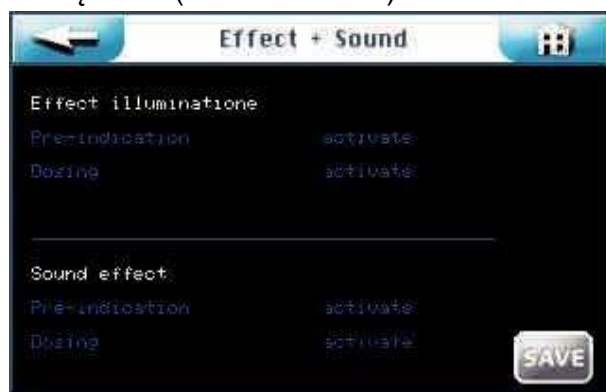 Effect + Sound
Effect illuminatione
Pre-indication activate
Dosing activate
Sound effect
Pre-indication activate
Dosing activate
SAVE